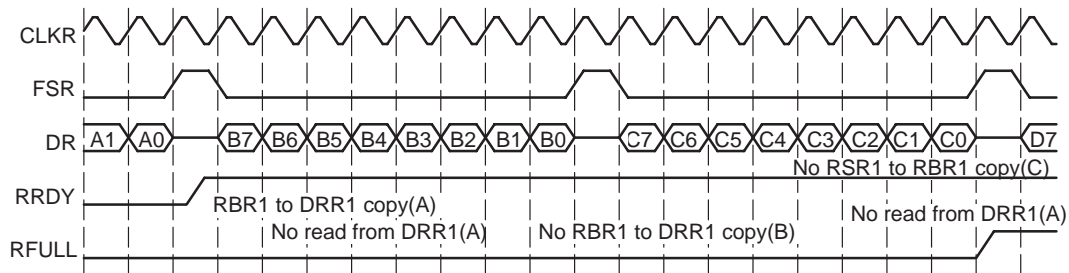 CLKR
FSR
DR A1 A0 B7 B6 B5 B4 B3 B2 B1 B0 C7 C6 C5 C4 C3 C2 C1 C0 D7
No RSR1 to RBR1 copy(C)
RRDY
RBR1 to DRR1 copy(A)
No read from DRR1(A)
No read from DRR1(A)
No RBR1 to DRR1 copy(B)
RFULL